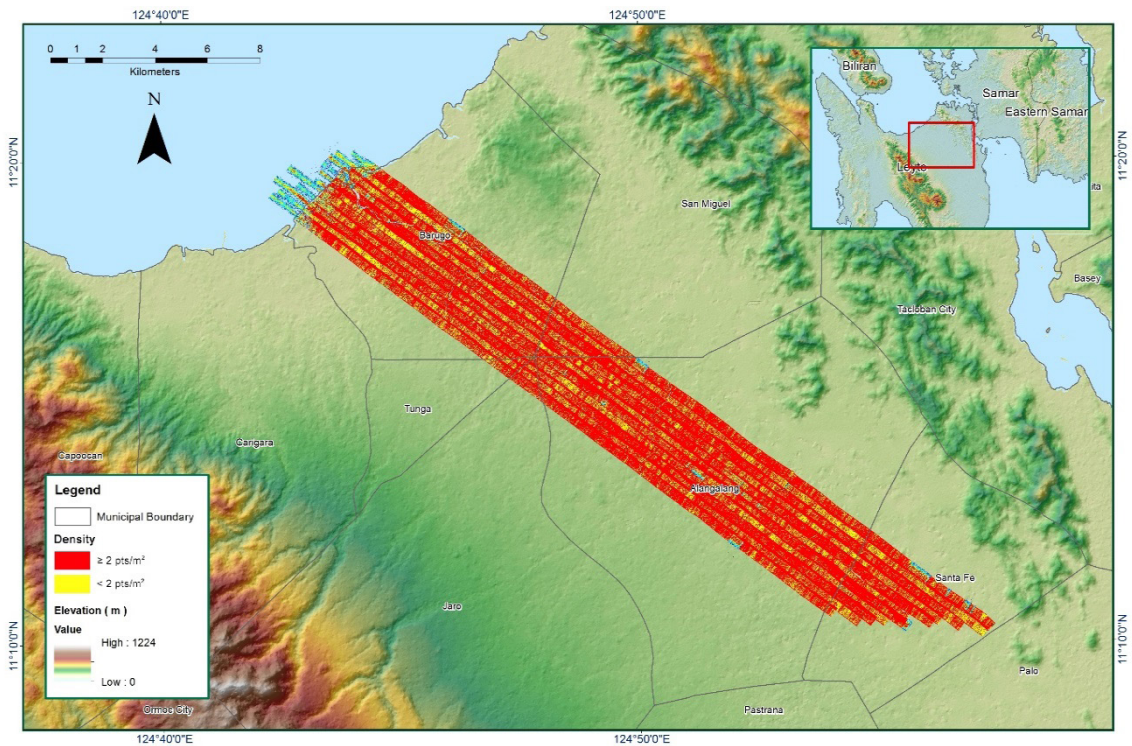 124°40'0"E
124°50'0"E
0 1 2 4 6 8
Kilometers
N
Biliran
Samar
Eastern Samar
Leyte
11°20'0"N
11°20'0"N
San Miguel
Barugo
Basey
Tacloban City
Tunga
Carigara
Capoocan
Alangalang
Legend
Municipal Boundary
Density
≥ 2 pts/m²
< 2 pts/m²
Elevation ( m )
Value
High : 1224
Low : 0
Santa Fe
Jaro
11°10'0"N
11°10'0"N
Palo
Ormoc City
Pastrana
124°40'0"E
124°50'0"E